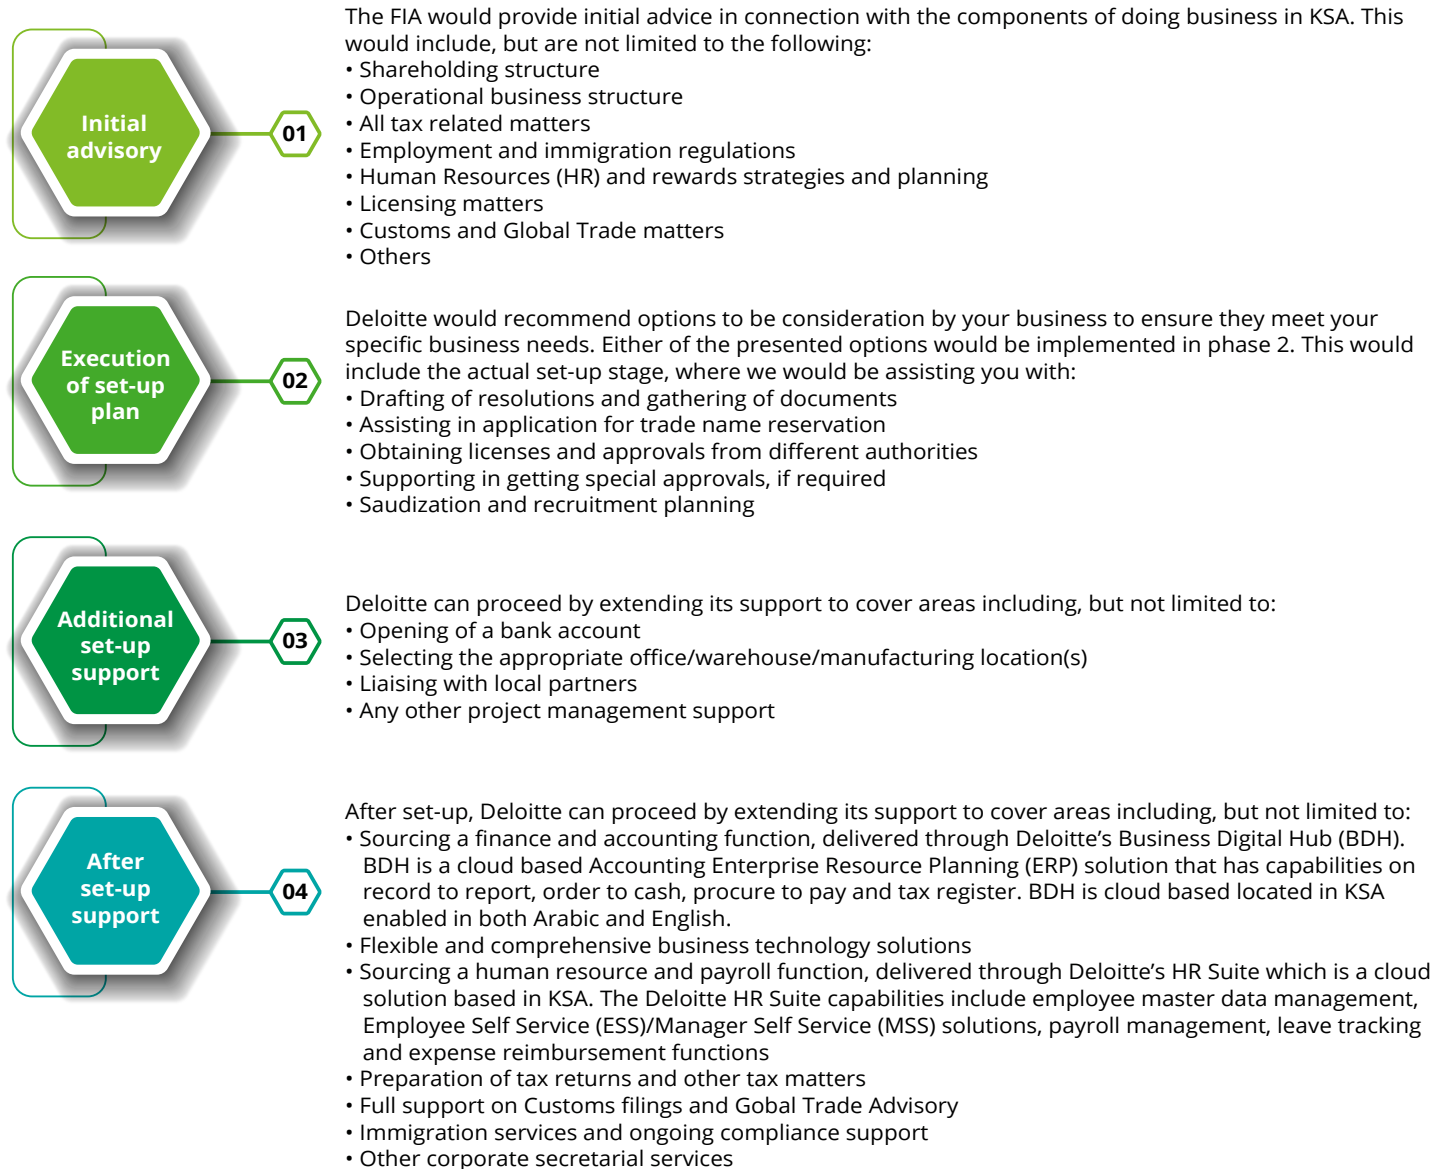 Initial
advisory
01
The FIA would provide initial advice in connection with the components of doing business in KSA. This
would include, but are not limited to the following:
• Shareholding structure
• Operational business structure
• All tax related matters
• Employment and immigration regulations
• Human Resources (HR) and rewards strategies and planning
• Licensing matters
• Customs and Global Trade matters
• Others
Execution
of set-up
plan
02
Deloitte would recommend options to be consideration by your business to ensure they meet your
specific business needs. Either of the presented options would be implemented in phase 2. This would
include the actual set-up stage, where we would be assisting you with:
• Drafting of resolutions and gathering of documents
• Assisting in application for trade name reservation
• Obtaining licenses and approvals from different authorities
• Supporting in getting special approvals, if required
• Saudization and recruitment planning
Additional
set-up
support
03
Deloitte can proceed by extending its support to cover areas including, but not limited to:
• Opening of a bank account
• Selecting the appropriate office/warehouse/manufacturing location(s)
• Liaising with local partners
• Any other project management support
After
set-up
support
04
After set-up, Deloitte can proceed by extending its support to cover areas including, but not limited to:
• Sourcing a finance and accounting function, delivered through Deloitte’s Business Digital Hub (BDH).
BDH is a cloud based Accounting Enterprise Resource Planning (ERP) solution that has capabilities on
record to report, order to cash, procure to pay and tax register. BDH is cloud based located in KSA
enabled in both Arabic and English.
• Flexible and comprehensive business technology solutions
• Sourcing a human resource and payroll function, delivered through Deloitte’s HR Suite which is a cloud
solution based in KSA. The Deloitte HR Suite capabilities include employee master data management,
Employee Self Service (ESS)/Manager Self Service (MSS) solutions, payroll management, leave tracking
and expense reimbursement functions
• Preparation of tax returns and other tax matters
• Full support on Customs filings and Gobal Trade Advisory
• Immigration services and ongoing compliance support
• Other corporate secretarial services